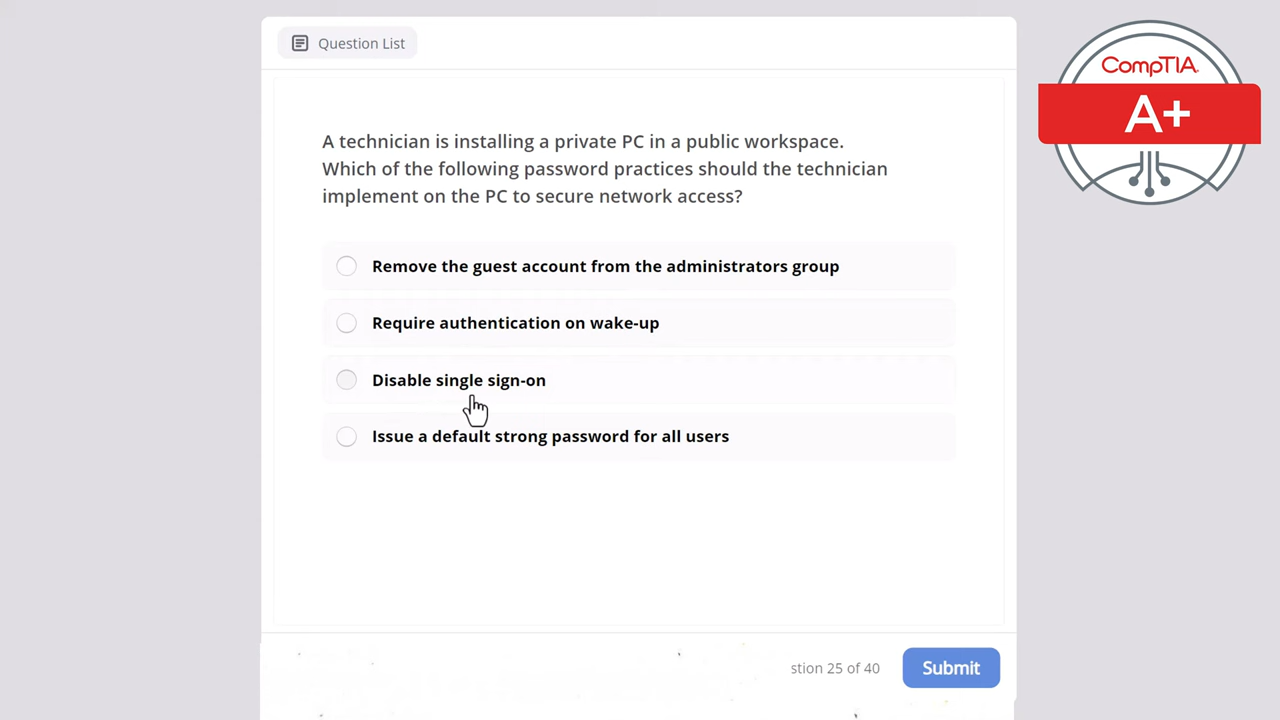 Question List
CompTIA
A+
A technician is installing a private PC in a public workspace.
Which of the following password practices should the technician
implement on the PC to secure network access?
Remove the guest account from the administrators group
Require authentication on wake-up
Disable single sign-on
Issue a default strong password for all users
stion 25 of 40
Submit